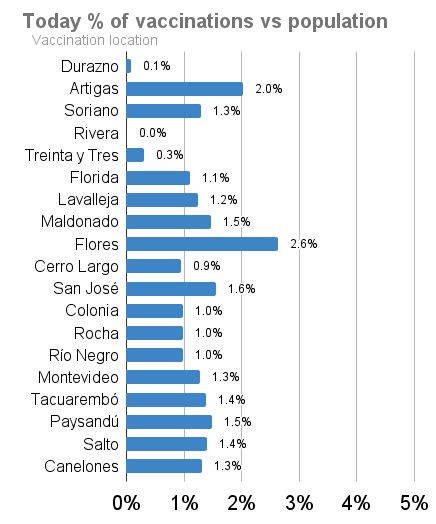 Today % of vaccinations vs population
Vaccination location
Durazno 0.1%
Artigas 2.0%
Soriano 1.3%
Rivera 0.0%
Treinta y Tres 0.3%
Florida 1.1%
Lavalleja 1.2%
Maldonado 1.5%
Flores 2.6%
Cerro Largo 0.9%
San José 1.6%
Colonia 1.0%
Rocha 1.0%
Río Negro 1.0%
Montevideo 1.3%
Tacuarembó 1.4%
Paysandú 1.5%
Salto 1.4%
Canelones 1.3%
0% 1% 2% 3% 4% 5%